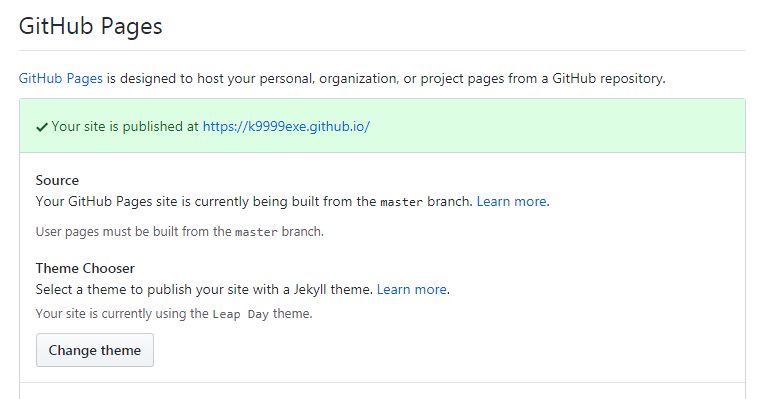 GitHub Pages
GitHub Pages is designed to host your personal, organization, or project pages from a GitHub repository.
✔ Your site is published at https://k9999exe.github.io/
Source
Your GitHub Pages site is currently being built from the master branch. Learn more.
User pages must be built from the master branch.
Theme Chooser
Select a theme to publish your site with a Jekyll theme. Learn more.
Your site is currently using the Leap Day theme.
Change theme